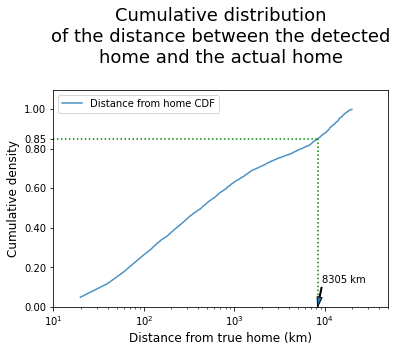 Cumulative distribution
of the distance between the detected
home and the actual home
Distance from home CDF
1.00
0.85
0.80
0.60
0.40
0.20
0.00
Cumulative density
8305 km
10¹ 10² 10³ 10⁴
Distance from true home (km)